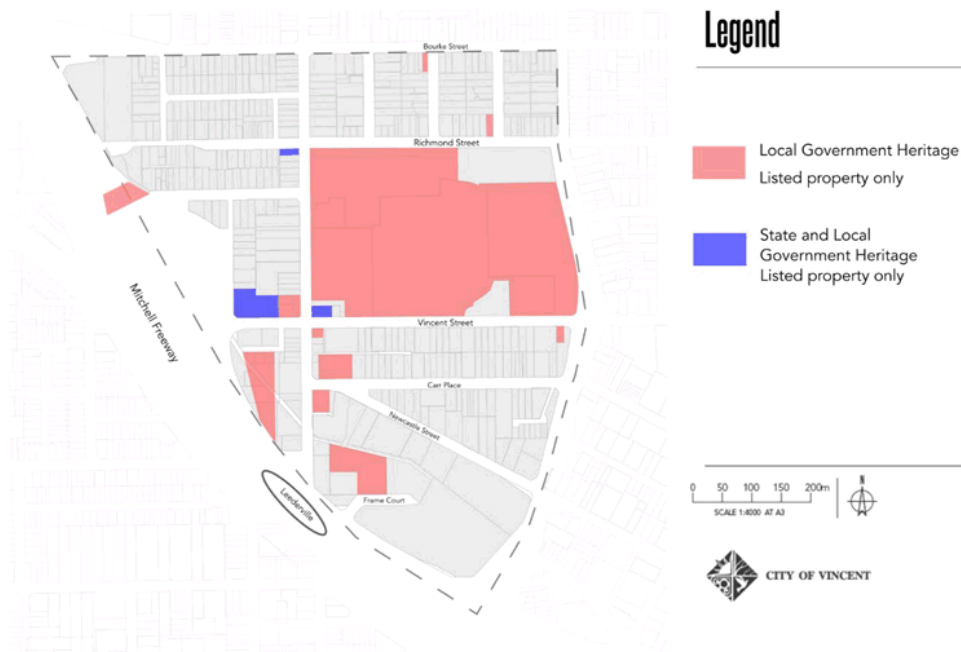 Legend
Bourke Street
Richmond Street
Local Government Heritage
Listed property only
State and Local
Government Heritage
Listed property only
Mitchell Freeway
Vincent Street
Carr Place
Newcastle Street
Leederville
Frame Court
0 50 100 150 200m
N
SCALE 1:4000 AT A3
CITY OF VINCENT